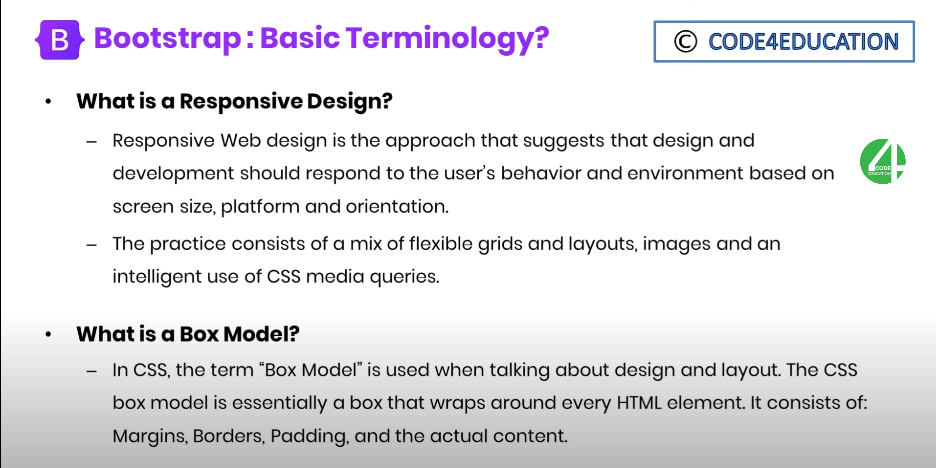 B Bootstrap : Basic Terminology?
© CODE4EDUCATION
• What is a Responsive Design?
– Responsive Web design is the approach that suggests that design and
development should respond to the user's behavior and environment based on
screen size, platform and orientation.
4 CODE
EDUCATION
– The practice consists of a mix of flexible grids and layouts, images and an
intelligent use of CSS media queries.
• What is a Box Model?
– In CSS, the term “Box Model” is used when talking about design and layout. The CSS
box model is essentially a box that wraps around every HTML element. It consists of:
Margins, Borders, Padding, and the actual content.